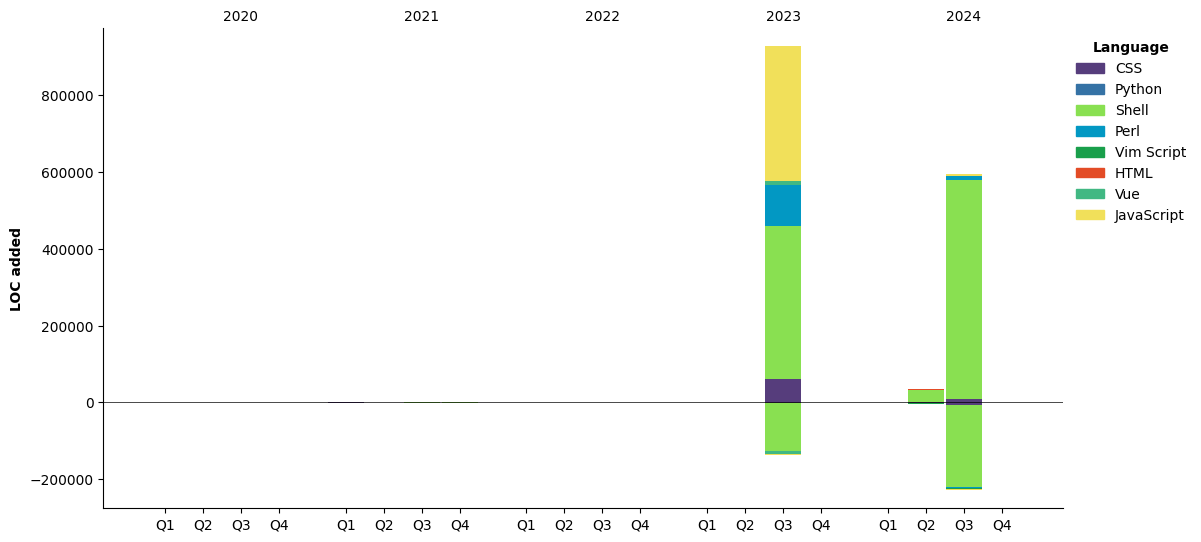 2020 2021 2022 2023 2024
Language
CSS
Python
Shell
Perl
Vim Script
HTML
Vue
JavaScript
LOC added
800000
600000
400000
200000
0
−200000
Q1 Q2 Q3 Q4 Q1 Q2 Q3 Q4 Q1 Q2 Q3 Q4 Q1 Q2 Q3 Q4 Q1 Q2 Q3 Q4